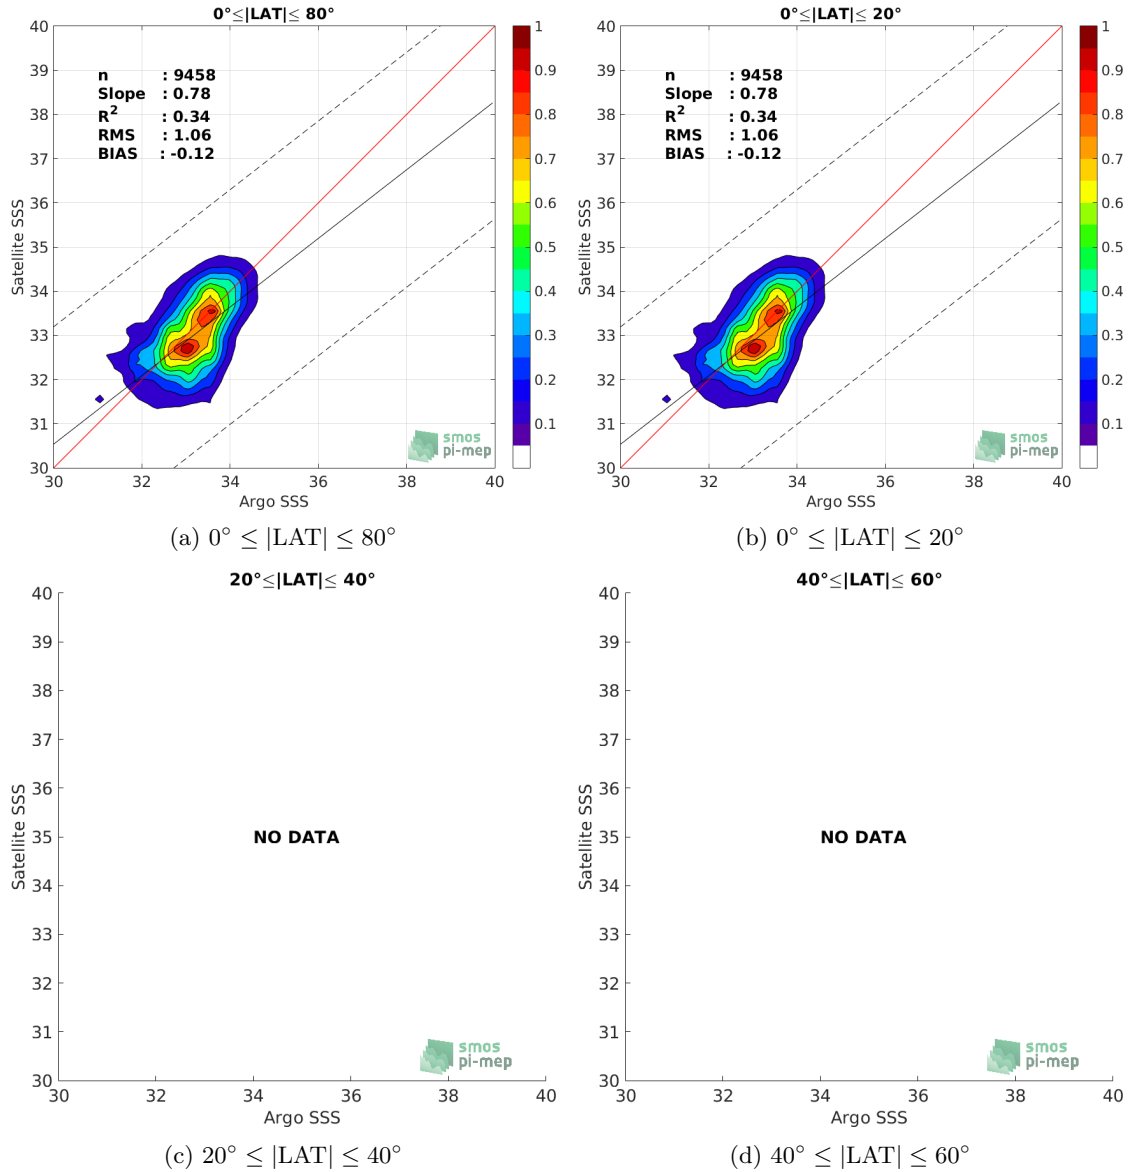 0°≤|LAT|≤ 80°
n : 9458
Slope : 0.78
R² : 0.34
RMS : 1.06
BIAS : -0.12
40
39
38
37
36
35
34
33
32
31
30
Satellite SSS
30 32 34 36 38 40
Argo SSS
1
0.9
0.8
0.7
0.6
0.5
0.4
0.3
0.2
0.1
smos
pi-mep
(a) 0° ≤ |LAT| ≤ 80°
0°≤|LAT|≤ 20°
n : 9458
Slope : 0.78
R² : 0.34
RMS : 1.06
BIAS : -0.12
40
39
38
37
36
35
34
33
32
31
30
Satellite SSS
30 32 34 36 38 40
Argo SSS
1
0.9
0.8
0.7
0.6
0.5
0.4
0.3
0.2
0.1
smos
pi-mep
(b) 0° ≤ |LAT| ≤ 20°
20°≤|LAT|≤ 40°
40
39
38
37
36
35
34
33
32
31
30
Satellite SSS
NO DATA
30 32 34 36 38 40
Argo SSS
smos
pi-mep
(c) 20° ≤ |LAT| ≤ 40°
40°≤|LAT|≤ 60°
40
39
38
37
36
35
34
33
32
31
30
Satellite SSS
NO DATA
30 32 34 36 38 40
Argo SSS
smos
pi-mep
(d) 40° ≤ |LAT| ≤ 60°